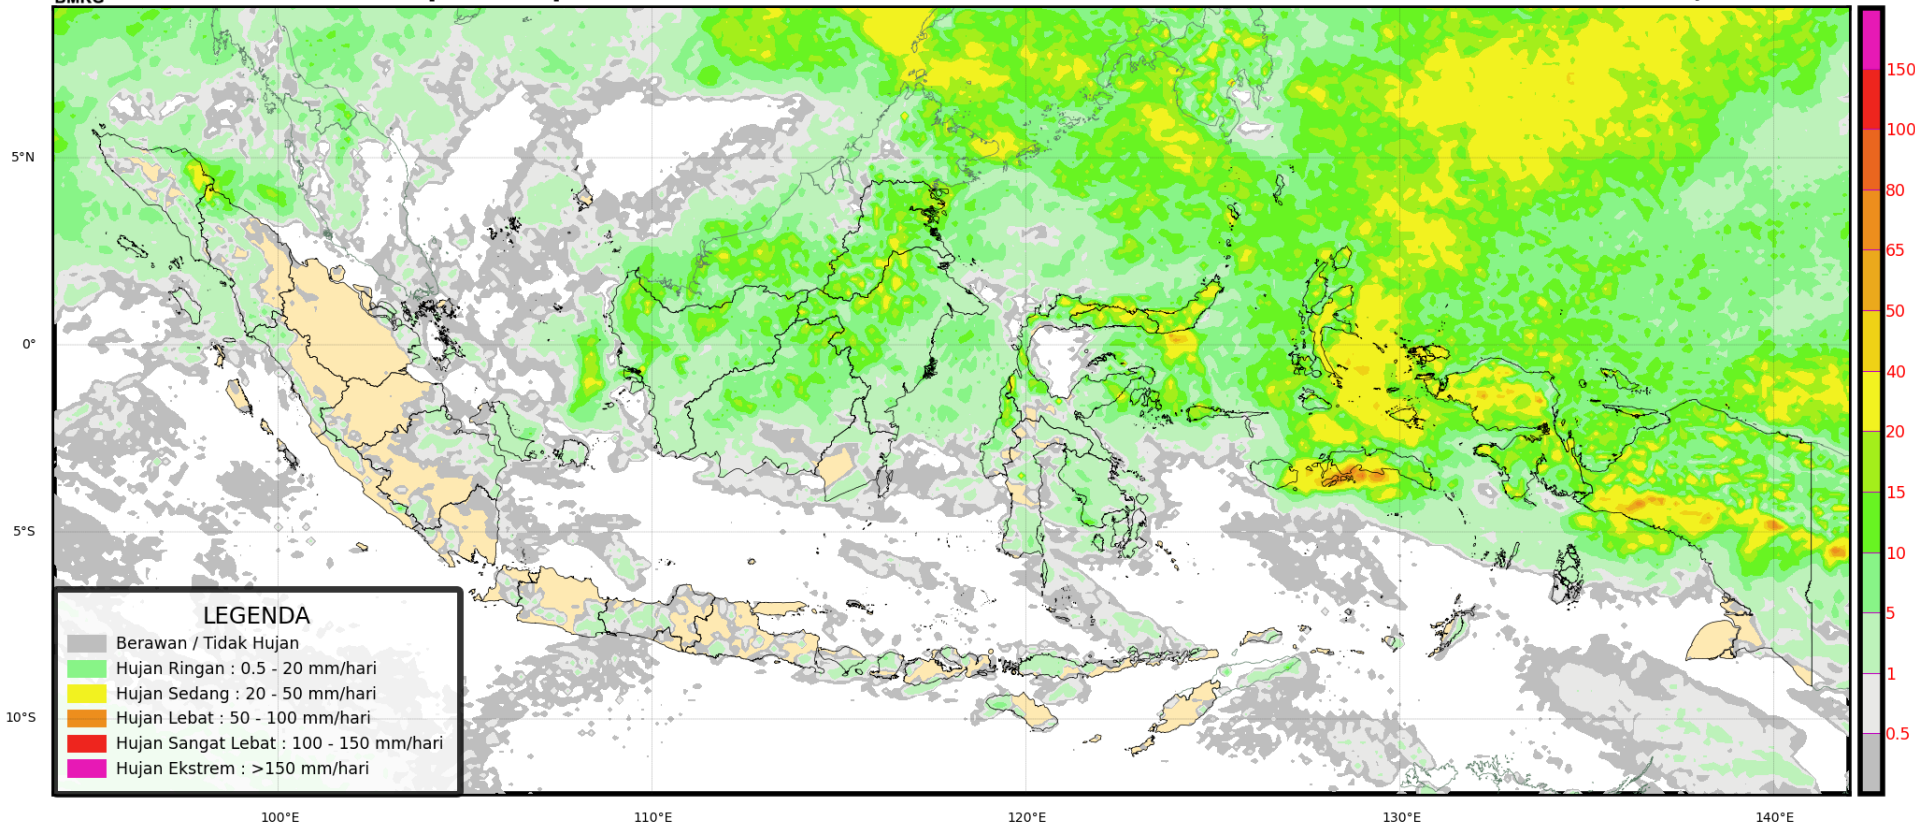 BMKG
150
100
80
65
50
40
20
15
10
5
1
0.5
5°N
0°
5°S
10°S
LEGENDA
Berawan / Tidak Hujan
Hujan Ringan : 0.5 - 20 mm/hari
Hujan Sedang : 20 - 50 mm/hari
Hujan Lebat : 50 - 100 mm/hari
Hujan Sangat Lebat : 100 - 150 mm/hari
Hujan Ekstrem : >150 mm/hari
100°E
110°E
120°E
130°E
140°E